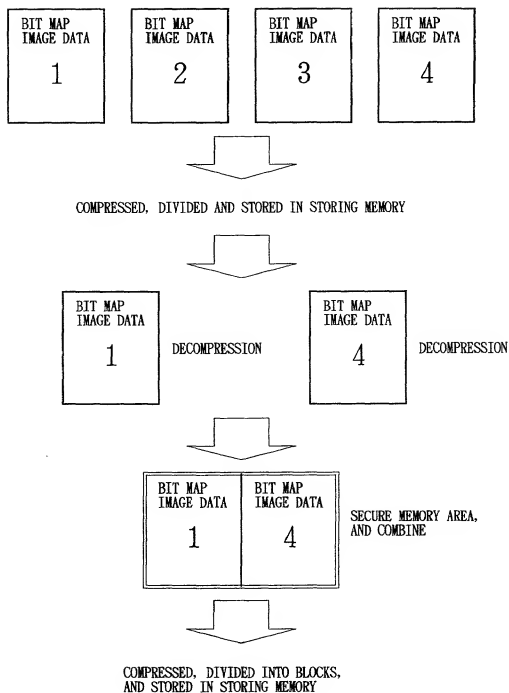 BIT MAP
IMAGE DATA
1
BIT MAP
IMAGE DATA
2
BIT MAP
IMAGE DATA
3
BIT MAP
IMAGE DATA
4
COMPRESSED, DIVIDED AND STORED IN STORING MEMORY
BIT MAP
IMAGE DATA
1
DECOMPRESSION
BIT MAP
IMAGE DATA
4
DECOMPRESSION
BIT MAP
IMAGE DATA
1
BIT MAP
IMAGE DATA
4
SECURE MEMORY AREA,
AND COMBINE
COMPRESSED, DIVIDED INTO BLOCKS,
AND STORED IN STORING MEMORY